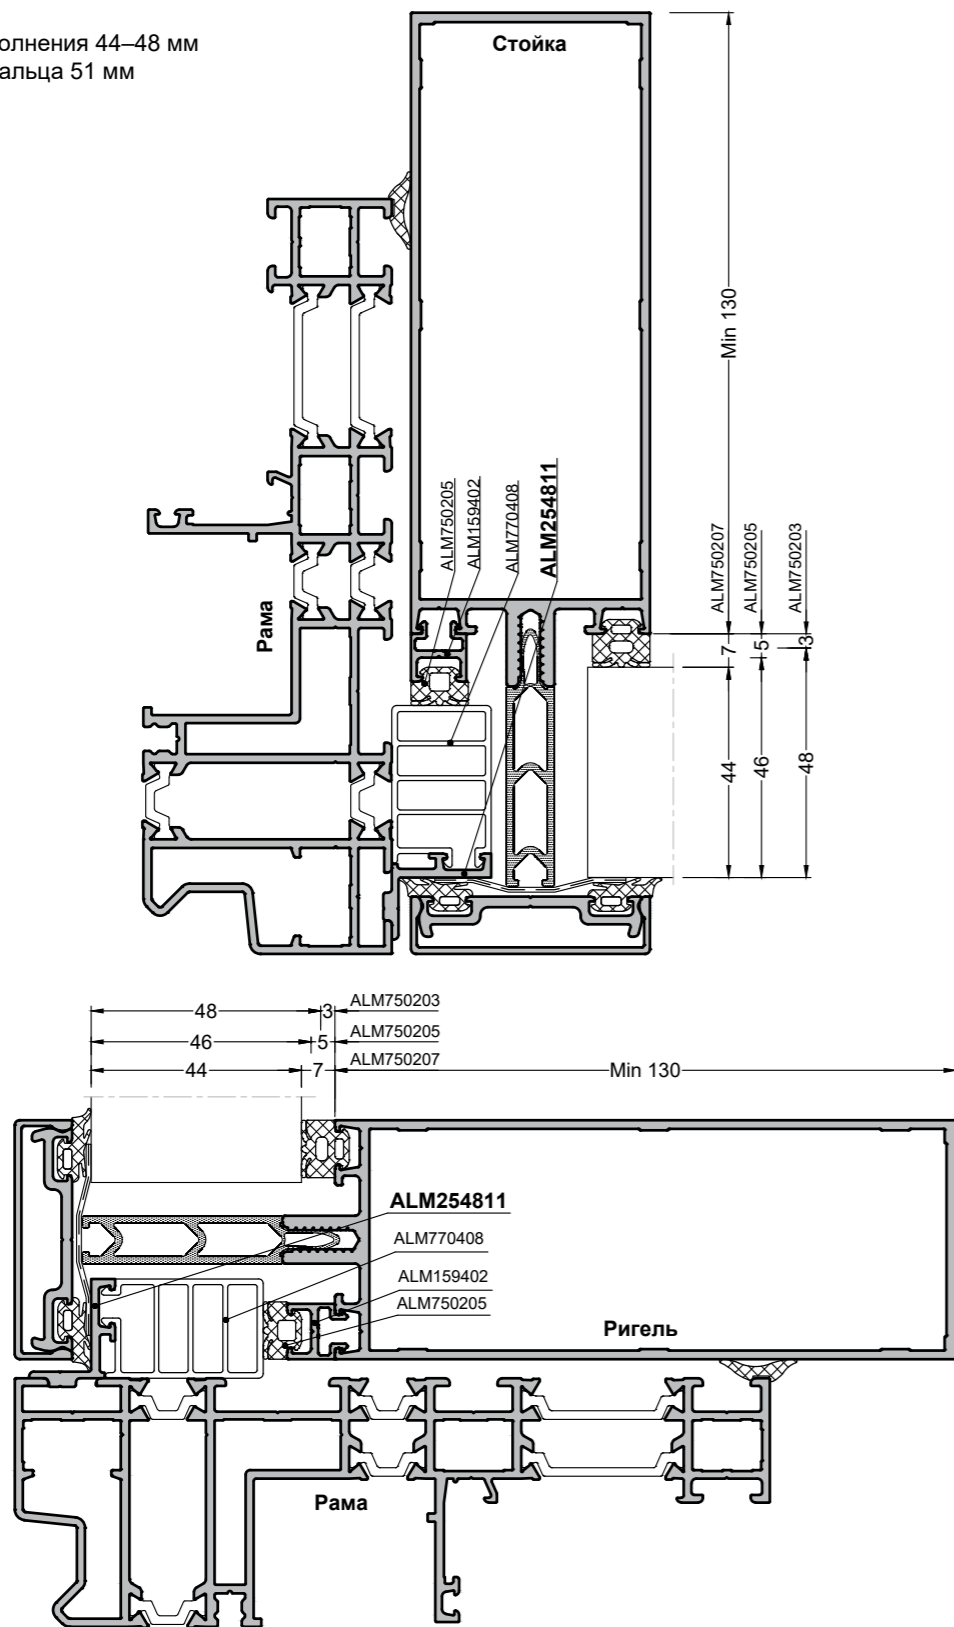 олнения 44–48 мм
альца 51 мм
Стойка
Min 130
ALM750205
ALM159402
ALM770408
ALM254811
ALM750207
ALM750205
ALM750203
7
5
3
44
46
48
Рама
48
3
ALM750203
46
5
ALM750205
44
7
ALM750207
Min 130
ALM254811
ALM770408
ALM159402
ALM750205
Ригель
Рама